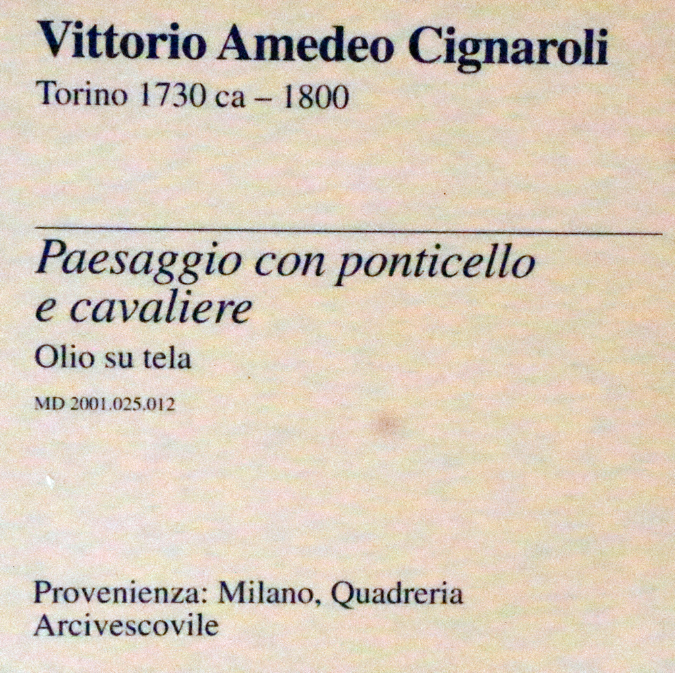 Vittorio Amedeo Cignaroli
Torino 1730 ca – 1800
Paesaggio con ponticello
e cavaliere
Olio su tela
MD 2001.025.012
Provenienza: Milano, Quadreria
Arcivescovile